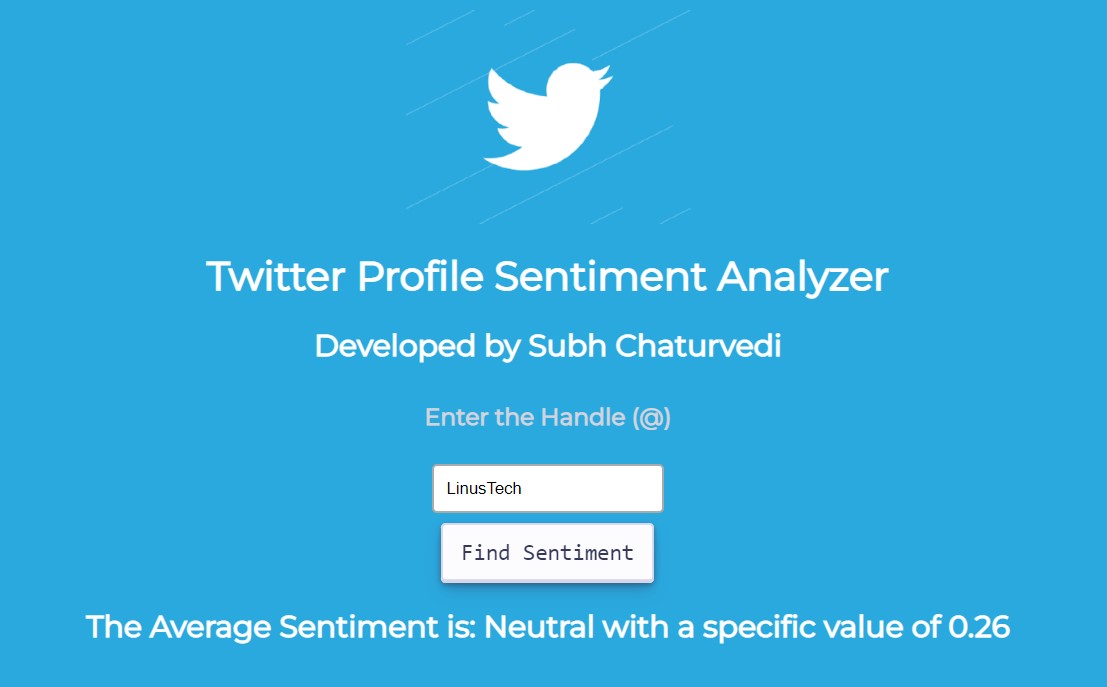 Twitter Profile Sentiment Analyzer
Developed by Subh Chaturvedi
Enter the Handle (@)
LinusTech
Find Sentiment
The Average Sentiment is: Neutral with a specific value of 0.26